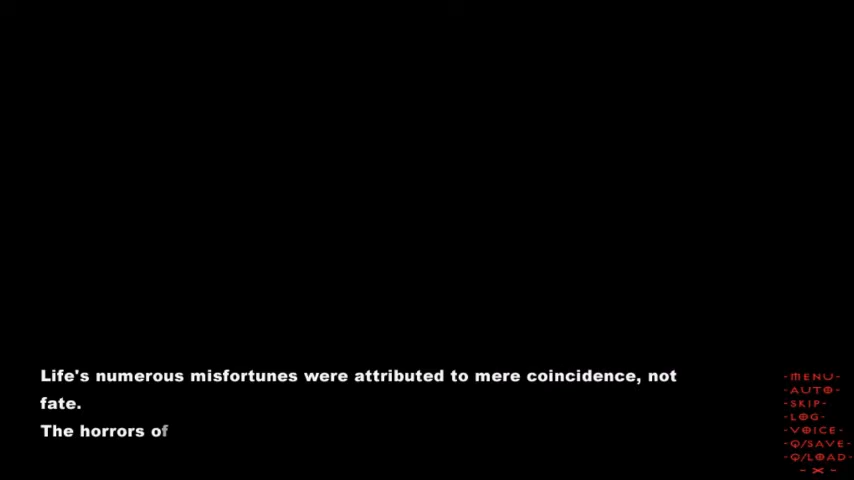 Life's numerous misfortunes were attributed to mere coincidence, not
fate.
The horrors of
-MENU-
-AUTO-
-SKIP-
-LOG-
-VOICE-
-Q/SAVE-
-Q/LOAD-
-X-